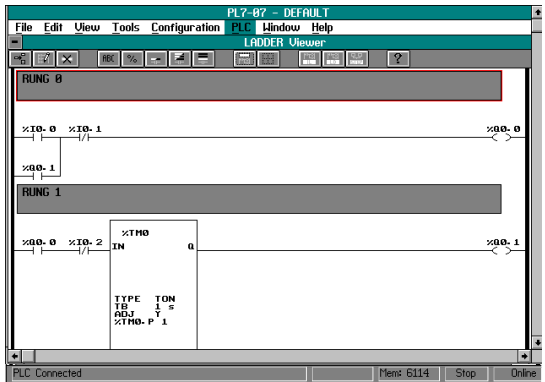 PL7-07 - DEFAULT
File Edit View Tools Configuration PLC Window Help
LADDER Viewer
ABC % ?
RUNG 0
%I0.0 %I0.1 %Q0.0
%Q0.1
RUNG 1
%TM0
%Q0.0 %I0.2 IN Q %Q0.1
TYPE TON
TB 1 s
ADJ Y
%TM0.P 1
PLC Connected Mem: 6114 Stop Online